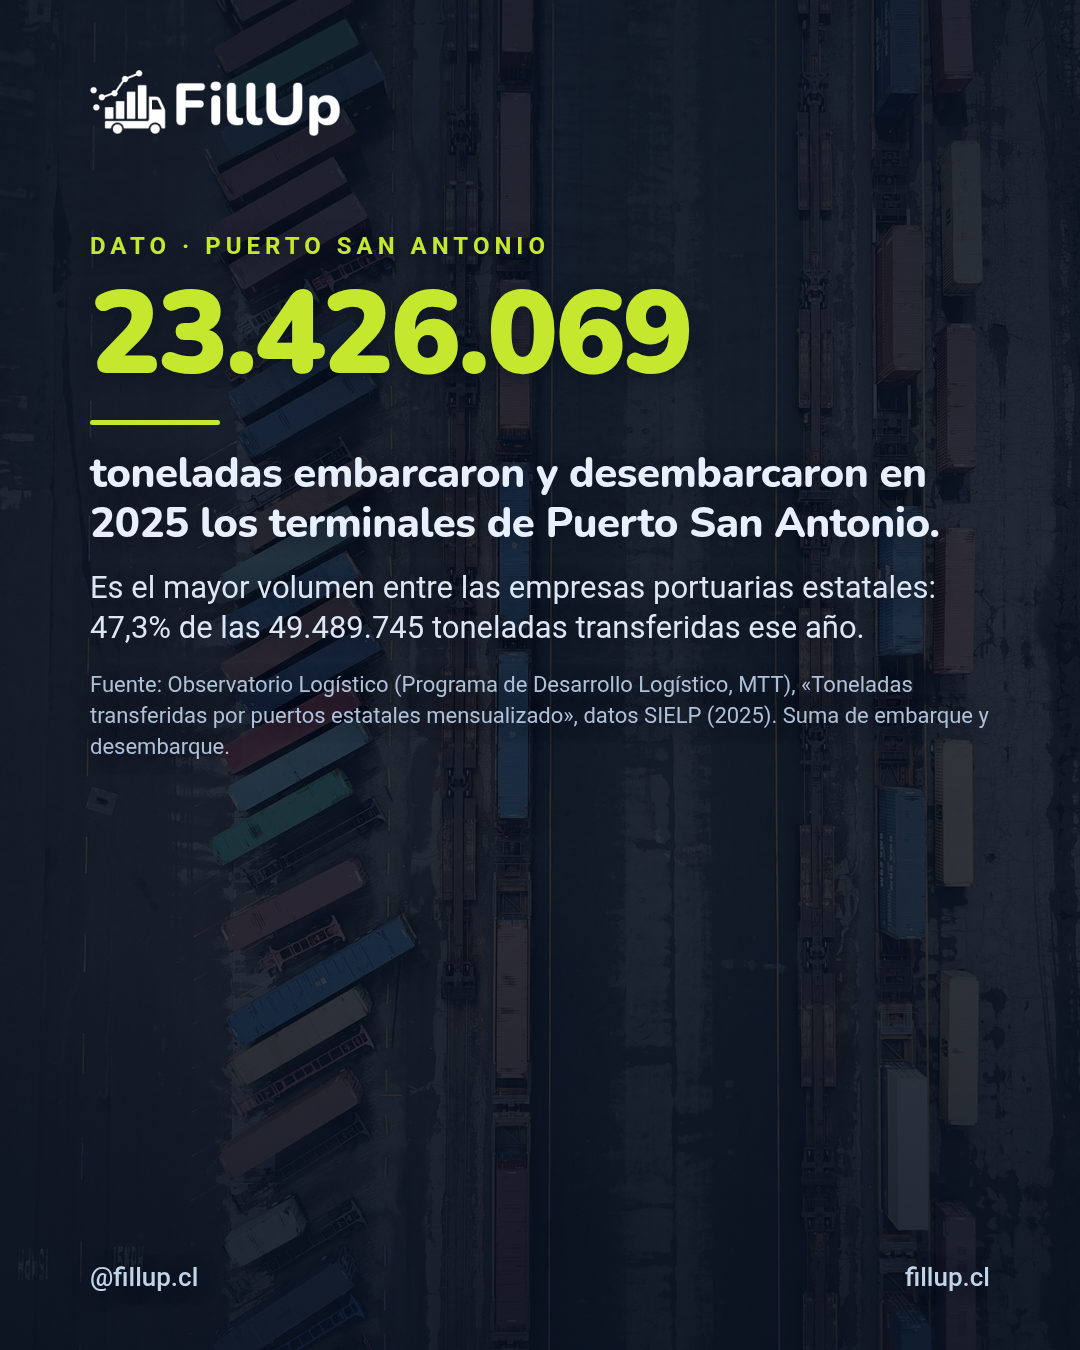 FillUp
DATO · PUERTO SAN ANTONIO
23.426.069
toneladas embarcaron y desembarcaron en
2025 los terminales de Puerto San Antonio.
Es el mayor volumen entre las empresas portuarias estatales:
47,3% de las 49.489.745 toneladas transferidas ese año.
Fuente: Observatorio Logístico (Programa de Desarrollo Logístico, MTT), «Toneladas
transferidas por puertos estatales mensualizado», datos SIELP (2025). Suma de embarque y
desembarque.
@fillup.cl
fillup.cl